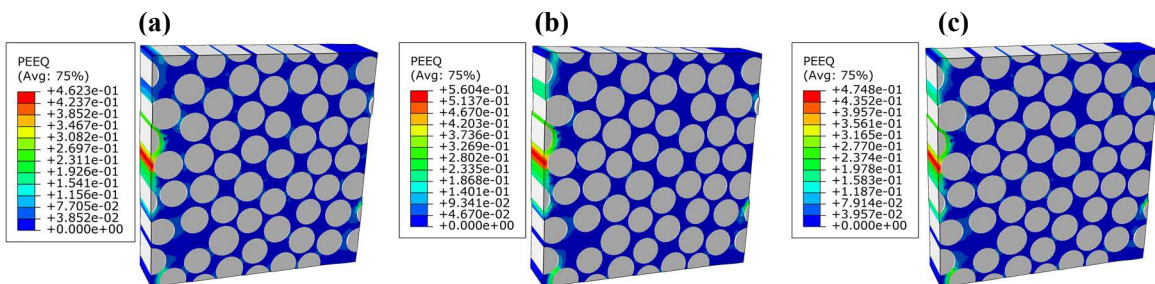 (a)
PEEQ
(Avg: 75%)
+4.623e-01
+4.237e-01
+3.852e-01
+3.467e-01
+3.082e-01
+2.697e-01
+2.311e-01
+1.926e-01
+1.541e-01
+1.156e-01
+7.705e-02
+3.852e-02
+0.000e+00
(b)
PEEQ
(Avg: 75%)
+5.604e-01
+5.137e-01
+4.670e-01
+4.203e-01
+3.736e-01
+3.269e-01
+2.802e-01
+2.335e-01
+1.868e-01
+1.401e-01
+9.341e-02
+4.670e-02
+0.000e+00
(c)
PEEQ
(Avg: 75%)
+4.748e-01
+4.352e-01
+3.957e-01
+3.561e-01
+3.165e-01
+2.770e-01
+2.374e-01
+1.978e-01
+1.583e-01
+1.187e-01
+7.914e-02
+3.957e-02
+0.000e+00